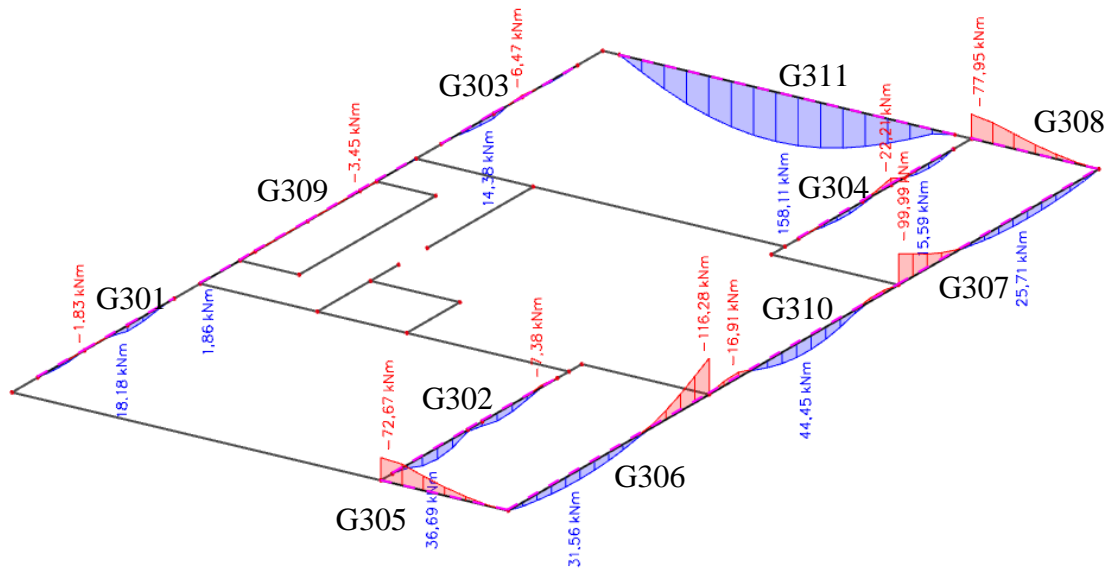 -6,47 kNm
G303
G311
-77,95 kNm
G308
-3,45 kNm
14,38 kNm
-22,21 kNm
G309
G304
158,11 kNm
-99,99 kNm
15,59 kNm
G307
25,71 kNm
-1,83 kNm
G301
1,86 kNm
18,18 kNm
-116,28 kNm
-16,91 kNm
G310
44,45 kNm
-7,38 kNm
G302
-72,67 kNm
36,69 kNm
G305
G306
31,56 kNm